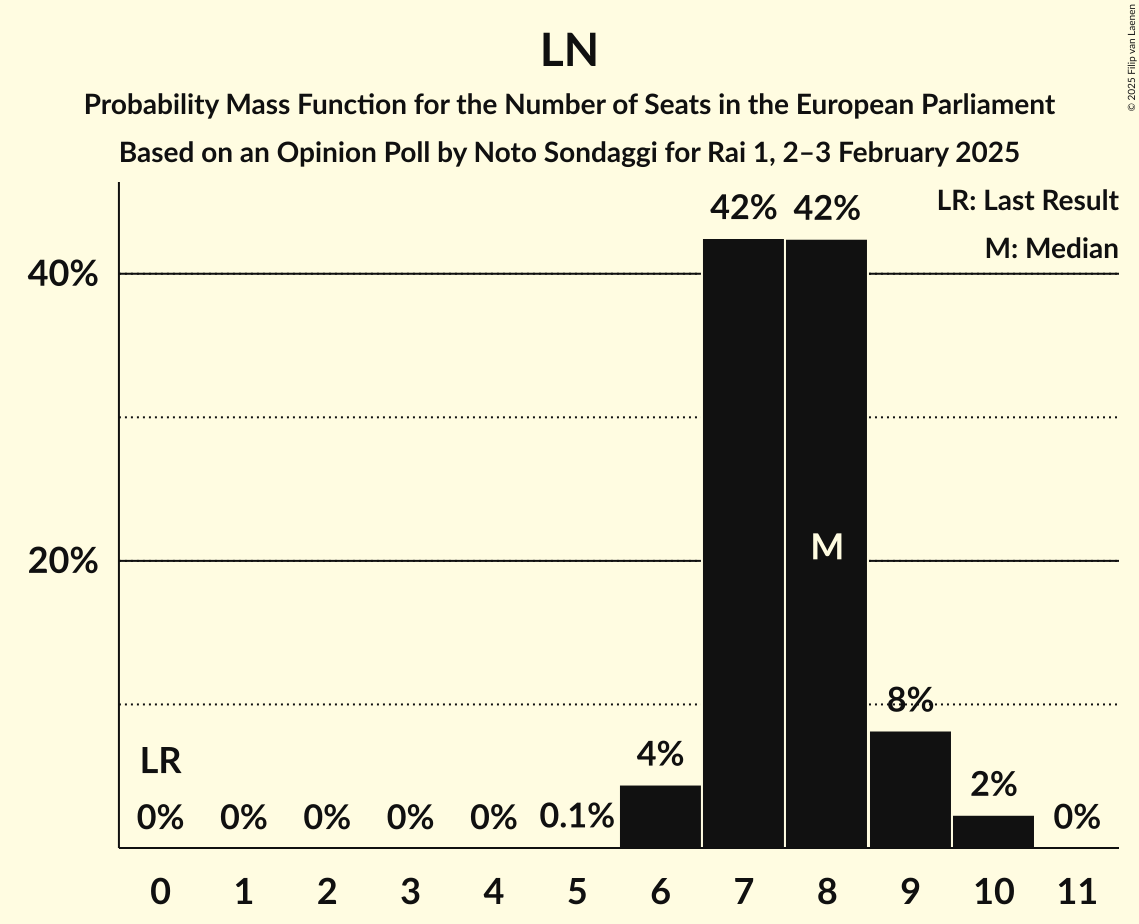 LN
Probability Mass Function for the Number of Seats in the European Parliament
Based on an Opinion Poll by Noto Sondaggi for Rai 1, 2–3 February 2025
© 2025 Filip van Laenen
LR: Last Result
M: Median
42% 42%
40%
M
20%
8%
LR
4%
2%
0% 0% 0% 0% 0% 0.1% 0%
0 1 2 3 4 5 6 7 8 9 10 11